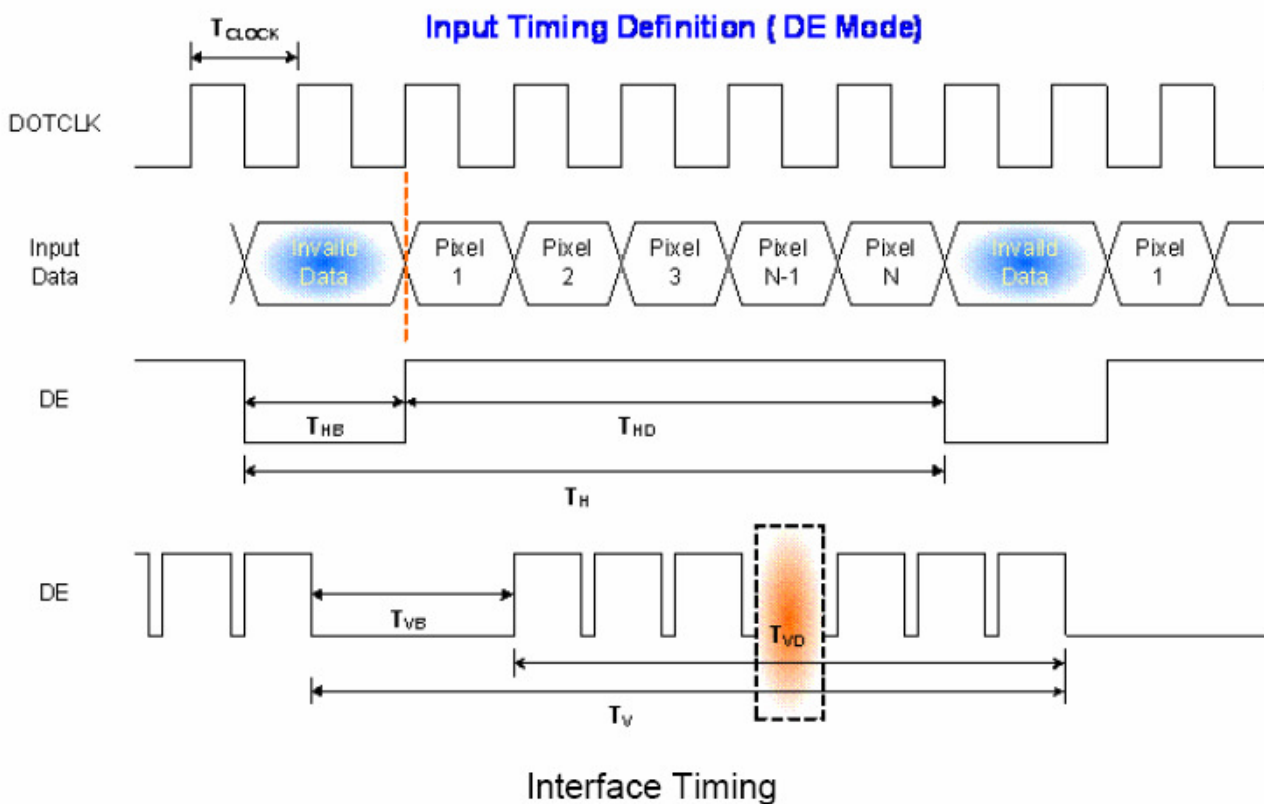 Input Timing Definition ( DE Mode)
TCLOCK
DOTCLK
Input
Data
Invaild
Data
Pixel
1
Pixel
2
Pixel
3
Pixel
N-1
Pixel
N
Invaild
Data
Pixel
1
DE
THB
THD
TH
DE
TVB
TVD
TV
Interface Timing